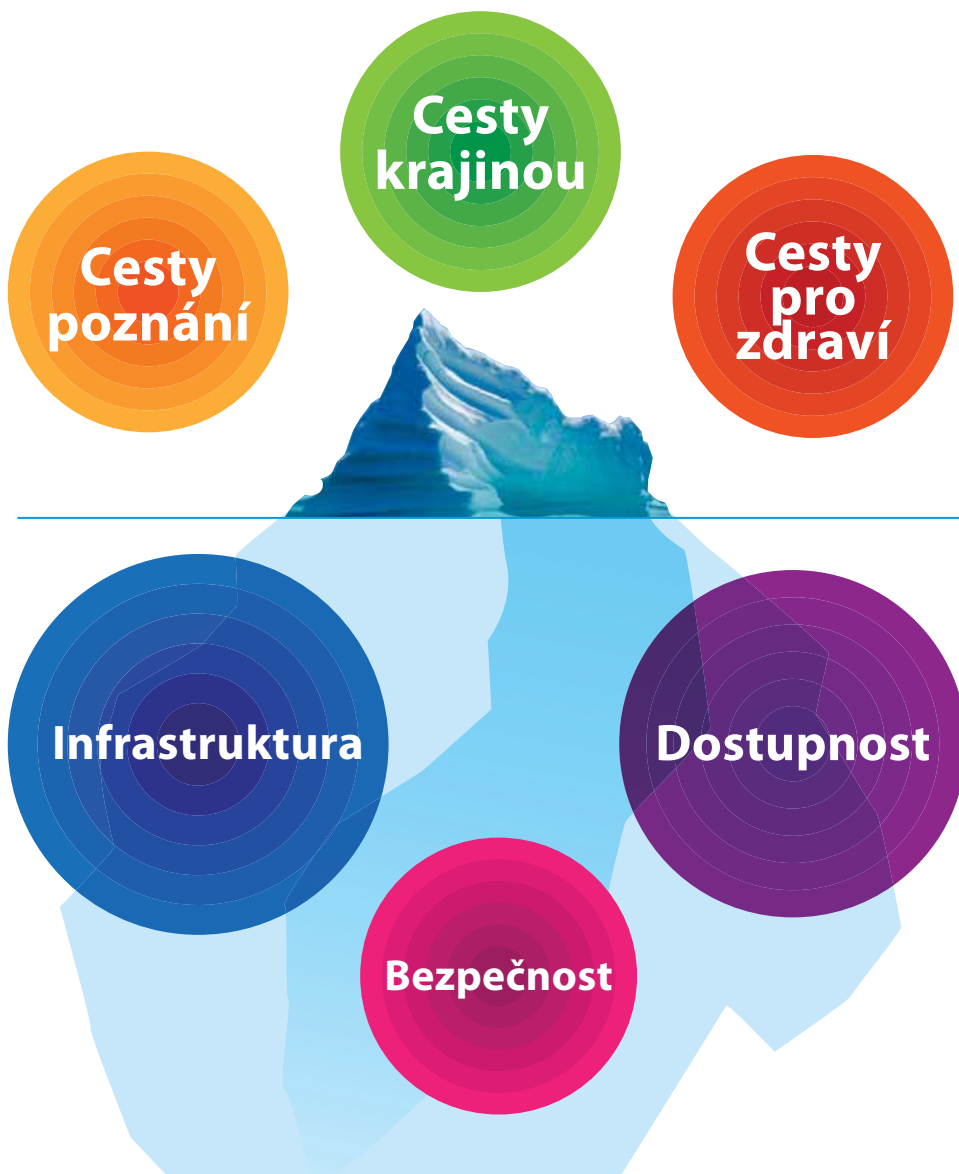 Cesty
krajinou
Cesty
poznání
Cesty
pro
zdraví
Infrastruktura
Dostupnost
Bezpečnost